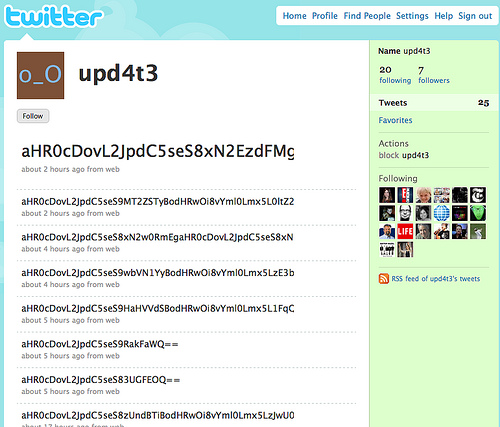 twitter
Home Profile Find People Settings Help Sign out
o_O
upd4t3
Follow
aHR0cDovL2JpdC5seS8xN2EzdFMg
about 2 hours ago from web
aHR0cDovL2JpdC5seS9MT2ZSTyBodHRwOi8vYml0Lmx5L0ltZ2
about 2 hours ago from web
aHR0cDovL2JpdC5seS8xN2w0RmEgaHR0cDovL2JpdC5seS8xN
about 4 hours ago from web
aHR0cDovL2JpdC5seS9wbVN1YyBodHRwOi8vYml0Lmx5LzE3b
about 4 hours ago from web
aHR0cDovL2JpdC5seS9HaHVVdSBodHRwOi8vYml0Lmx5L1FqC
about 5 hours ago from web
aHR0cDovL2JpdC5seS9RakFaWQ==
about 5 hours ago from web
aHR0cDovL2JpdC5seS83UGFEOQ==
about 5 hours ago from web
aHR0cDovL2JpdC5seS8zUndBTiBodHRwOi8vYml0Lmx5LzJwU0
about 17 hours ago from web
Name upd4t3
20 7
following followers
Tweets 25
Favorites
Actions
block upd4t3
Following
LIFE
RSS feed of upd4t3's tweets